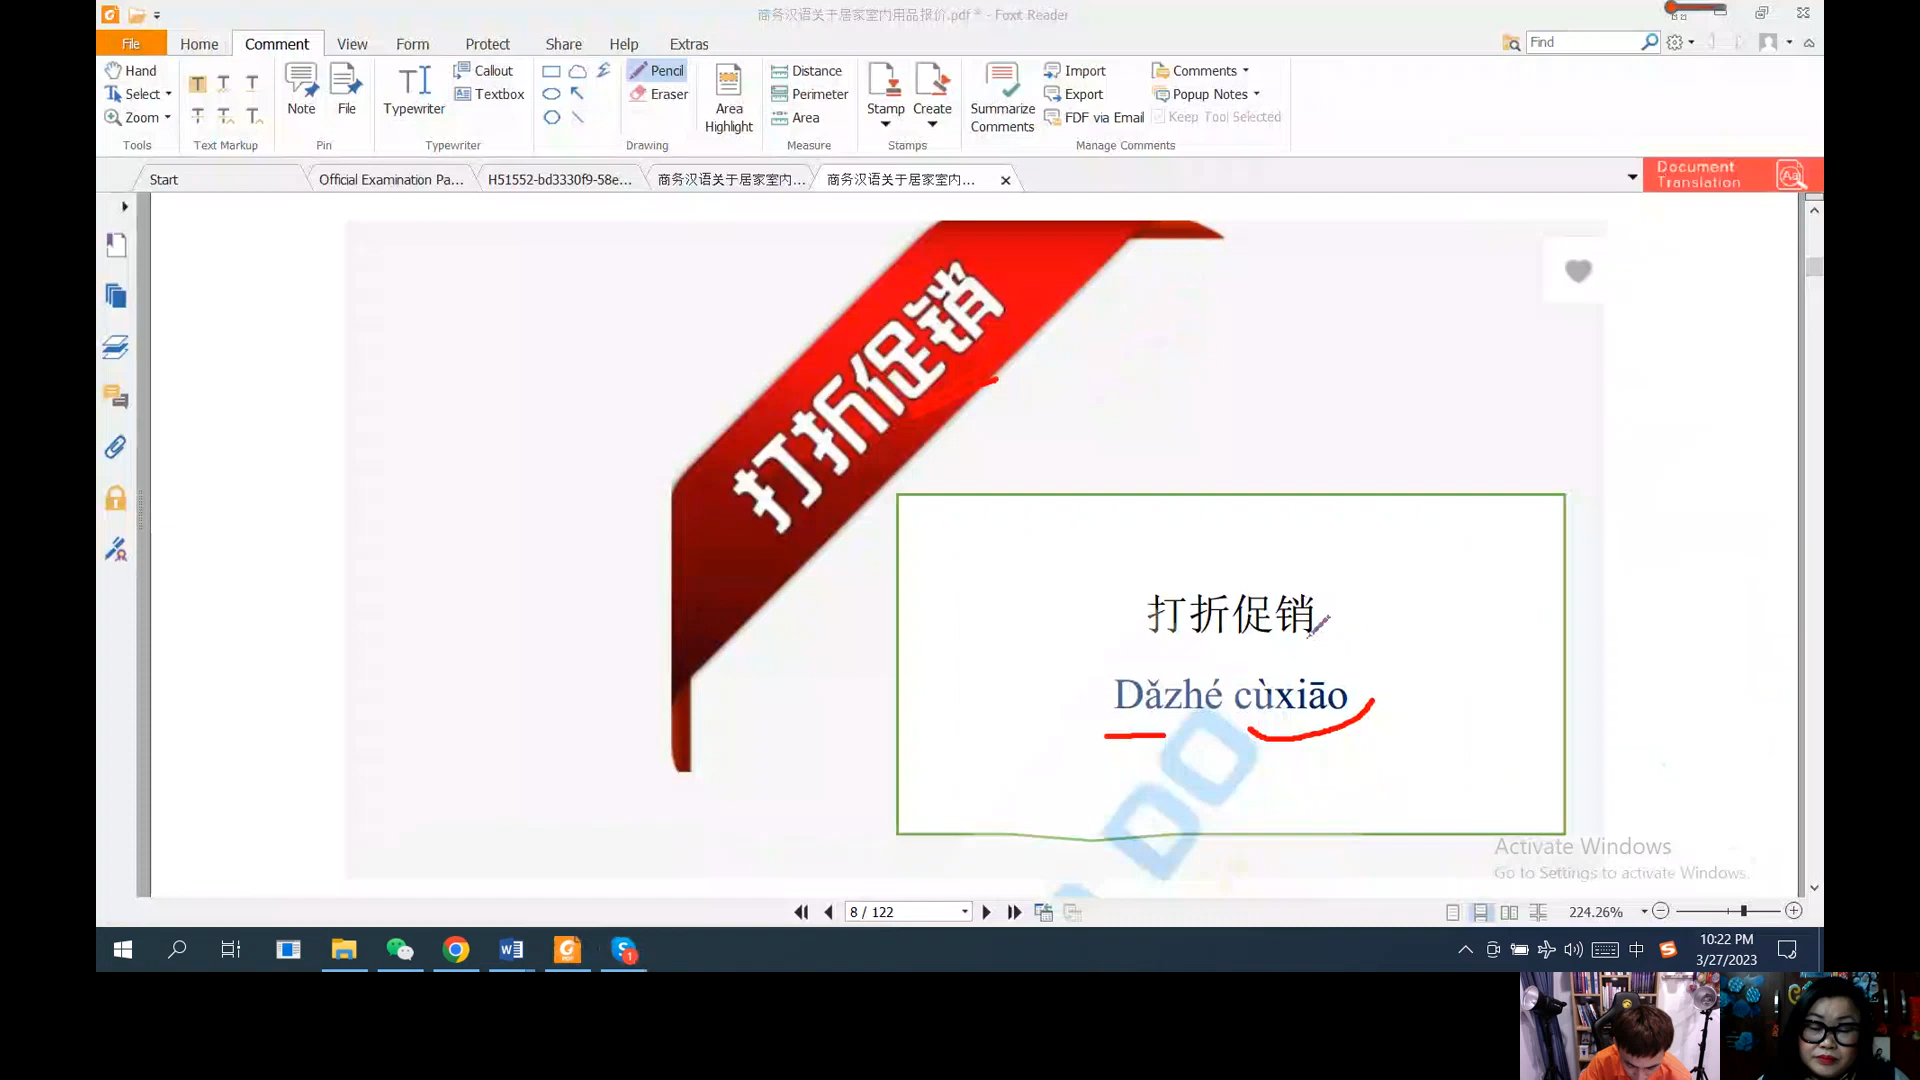 商务汉语关于居家室内用品报价.pdf * - Foxit Reader
File Home Comment View Form Protect Share Help Extras
Find
Hand
Select
Zoom
Tools
Text Markup
Note
File
Pin
Typewriter
Callout
Textbox
Typewriter
Pencil
Eraser
Drawing
Area Highlight
Distance
Perimeter
Area
Measure
Stamp
Create
Stamps
Summarize Comments
Import
Export
FDF via Email
Comments
Popup Notes
Keep Tool Selected
Manage Comments
Start
Official Examination Pa...
H51552-bd3330f9-58e...
商务汉语关于居家室内...
商务汉语关于居家室内...
Document Translation
打折促销
打折促销
Dǎzhé cùxiāo
DO
Activate Windows
Go to Settings to activate Windows.
8 / 122
224.26%
中
10:22 PM
3/27/2023